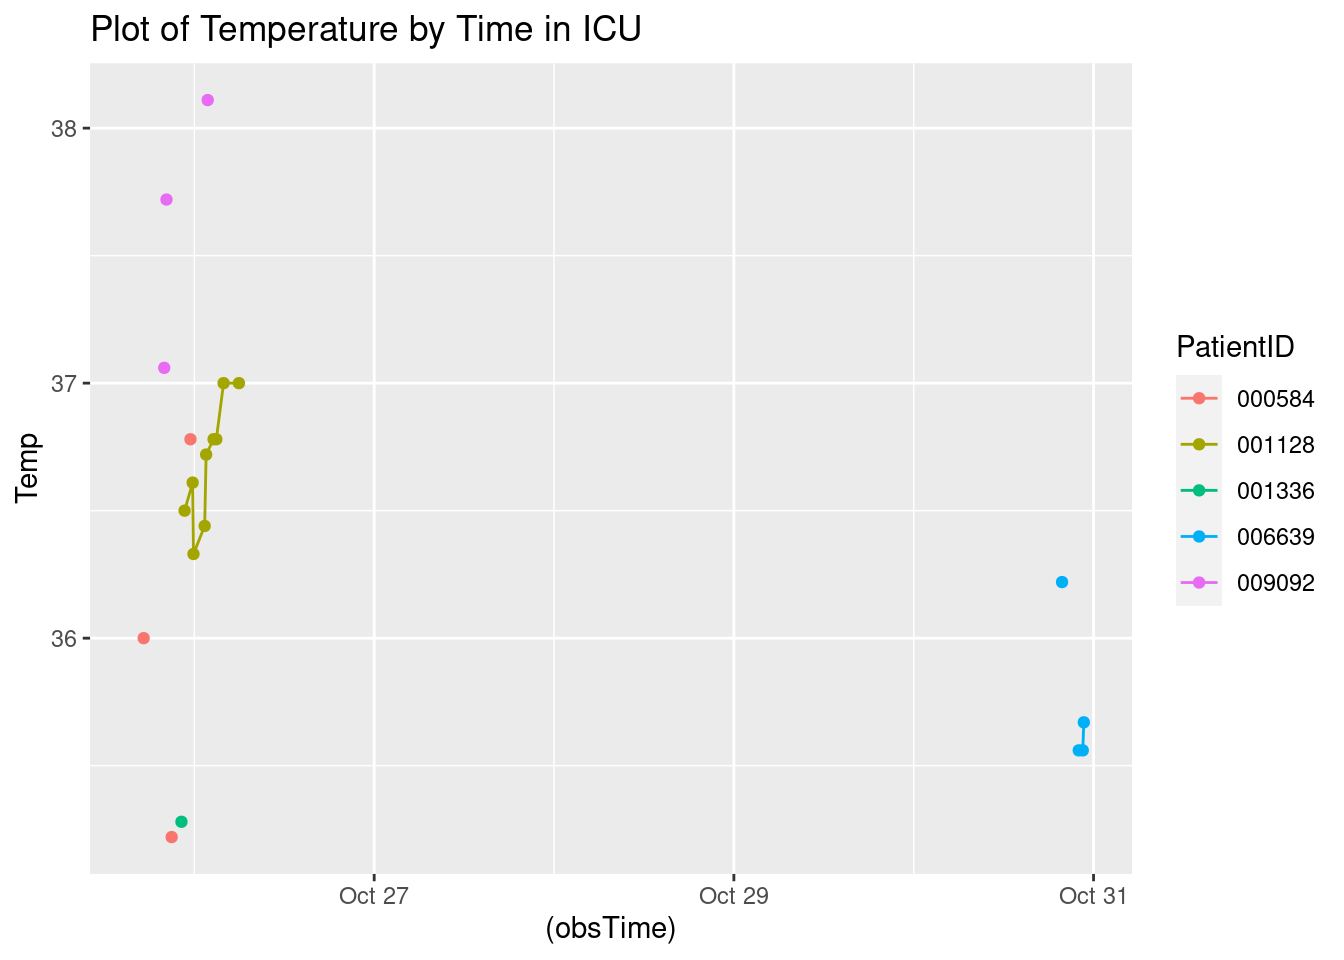 Plot of Temperature by Time in ICU
38
37
36
Temp
Oct 27
Oct 29
Oct 31
(obsTime)
PatientID
000584
001128
001336
006639
009092